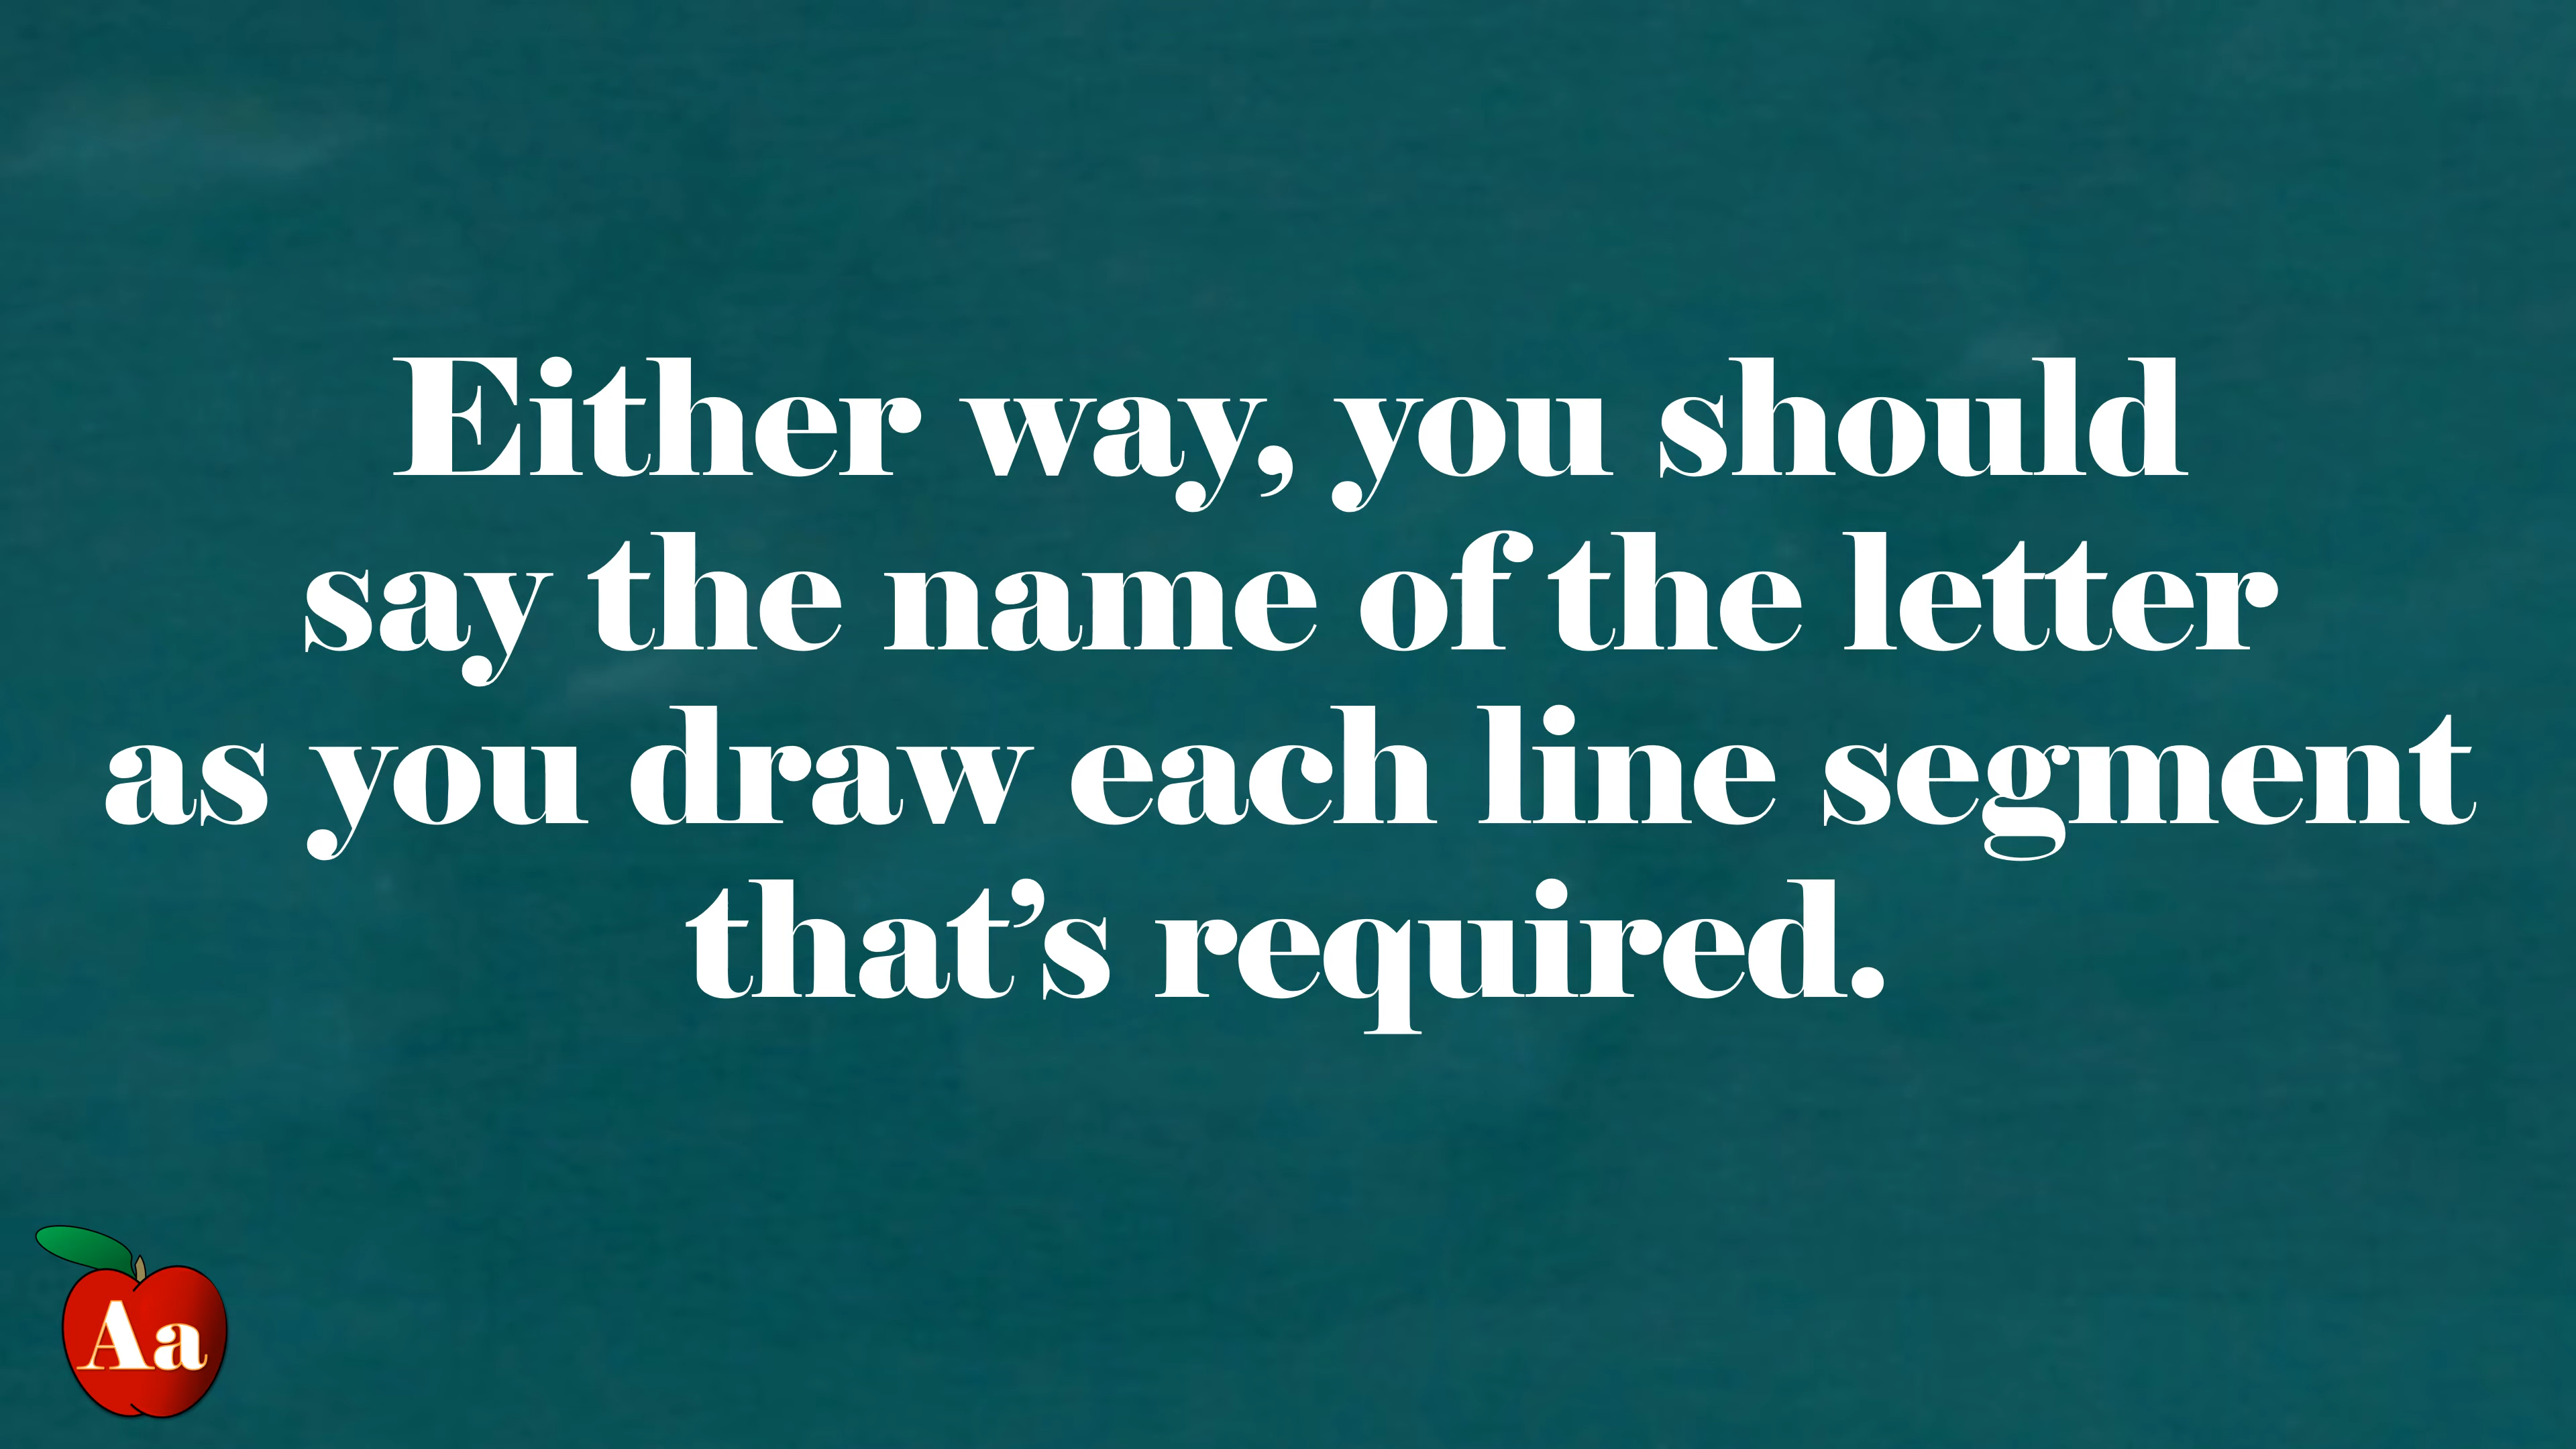 Either way, you should
say the name of the letter
as you draw each line segment
that’s required.
Aa